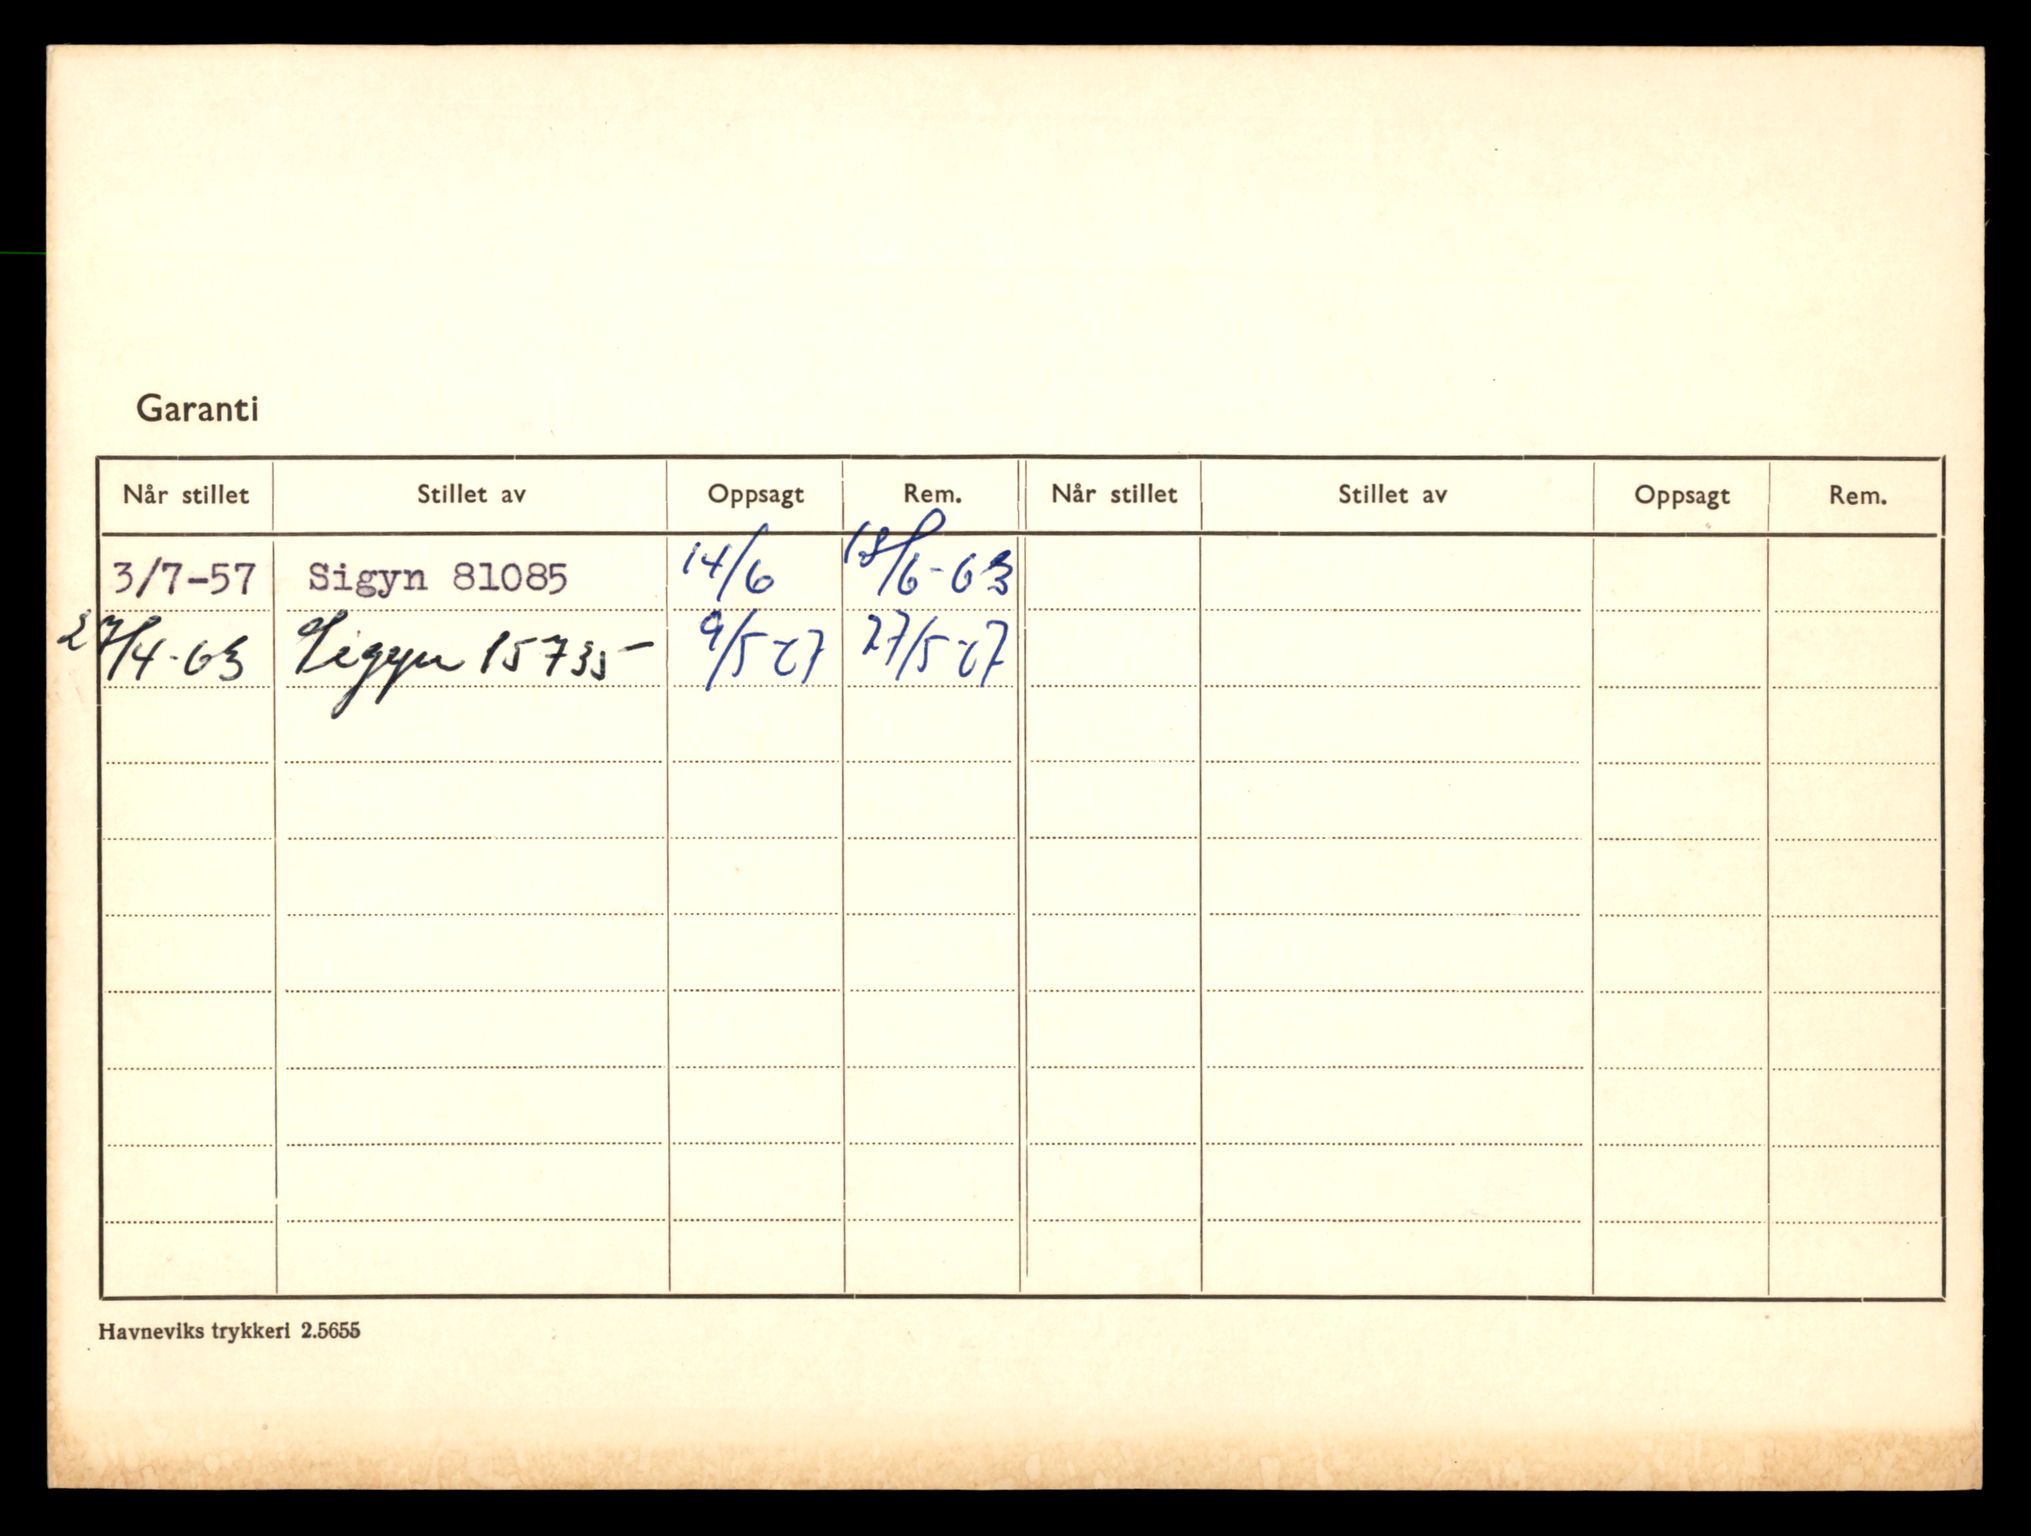 Garanti
Når stillet Stillet av Oppsagt Rem. Når stillet Stillet av Oppsagt Rem.
3/7-57 Sigyn 81085 14/6 18/6-63
27/4-63 Sigyn 15735 9/5-67 27/5-67
Havneviks trykkeri 2.5655